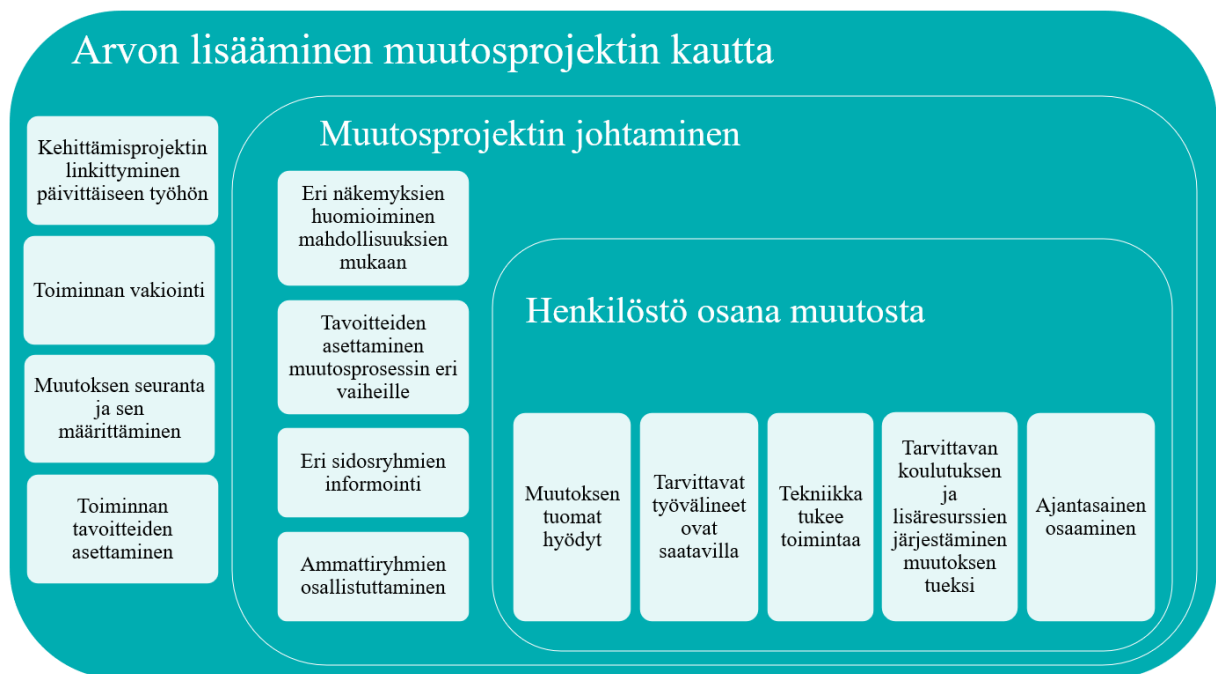 Arvon lisääminen muutosprojektin kautta
Kehittämisprojektin
linkittyminen
päivittäiseen työhön
Toiminnan vakiointi
Muutoksen seuranta
ja sen
määrittäminen
Toiminnan
tavoitteiden
asettaminen
Muutosprojektin johtaminen
Eri näkemyksien
huomioiminen
mahdollisuuksien
mukaan
Tavoitteiden
asettaminen
muutosprosessin eri
vaiheille
Eri sidosryhmien
informointi
Ammattiryhmien
osallistuttaminen
Henkilöstö osana muutosta
Muutoksen
tuomat
hyödyt
Tarvittavat
työvälineet
ovat
saatavilla
Tekniikka
tukee
toimintaa
Tarvittavan
koulutuksen
ja
lisäresurssien
järjestäminen
muutoksen
tueksi
Ajantasainen
osaaminen